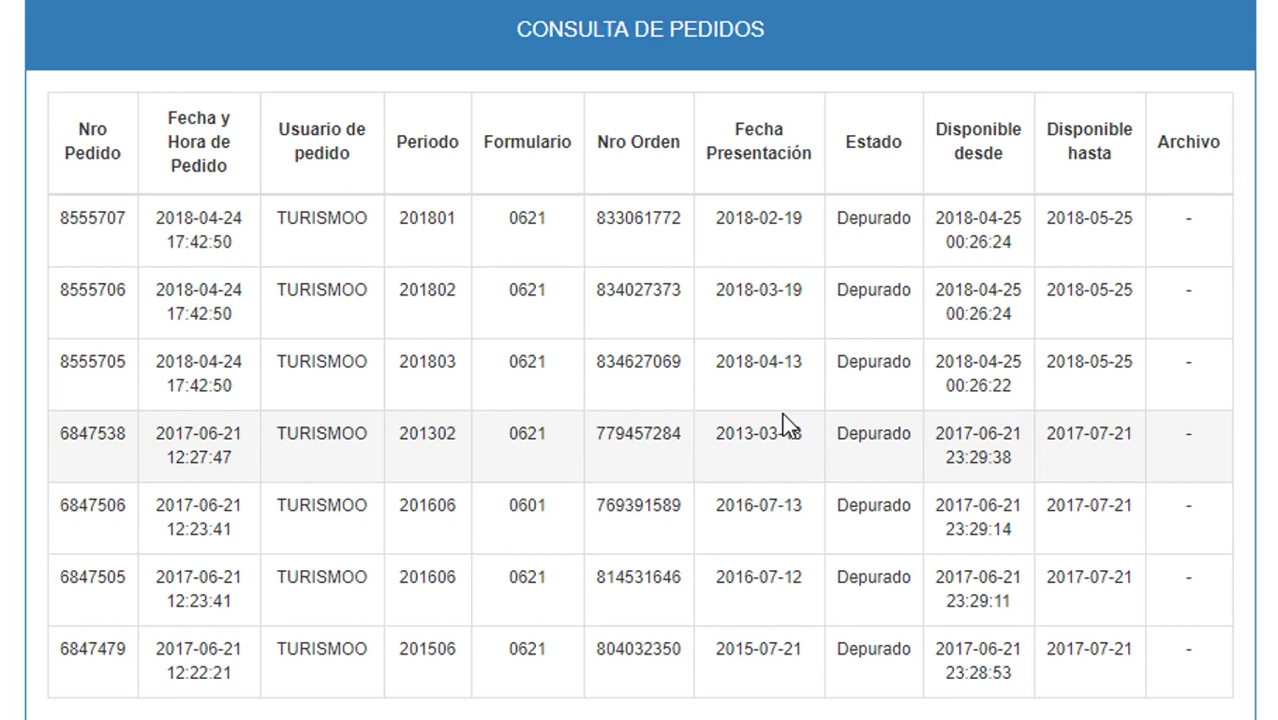 CONSULTA DE PEDIDOS
Nro Pedido Fecha y Hora de Pedido Usuario de pedido Periodo Formulario Nro Orden Fecha Presentación Estado Disponible desde Disponible hasta Archivo
8555707 2018-04-24 17:42:50 TURISMOO 201801 0621 833061772 2018-02-19 Depurado 2018-04-25 00:26:24 2018-05-25 -
8555706 2018-04-24 17:42:50 TURISMOO 201802 0621 834027373 2018-03-19 Depurado 2018-04-25 00:26:24 2018-05-25 -
8555705 2018-04-24 17:42:50 TURISMOO 201803 0621 834627069 2018-04-13 Depurado 2018-04-25 00:26:22 2018-05-25 -
6847538 2017-06-21 12:27:47 TURISMOO 201302 0621 779457284 Depurado 2017-06-21 23:29:38 2017-07-21 -
6847506 2017-06-21 12:23:41 TURISMOO 201606 0601 769391589 2016-07-13 Depurado 2017-06-21 23:29:14 2017-07-21 -
6847505 2017-06-21 12:23:41 TURISMOO 201606 0621 814531646 2016-07-12 Depurado 2017-06-21 23:29:11 2017-07-21 -
6847479 2017-06-21 12:22:21 TURISMOO 201506 0621 804032350 2015-07-21 Depurado 2017-06-21 23:28:53 2017-07-21 -